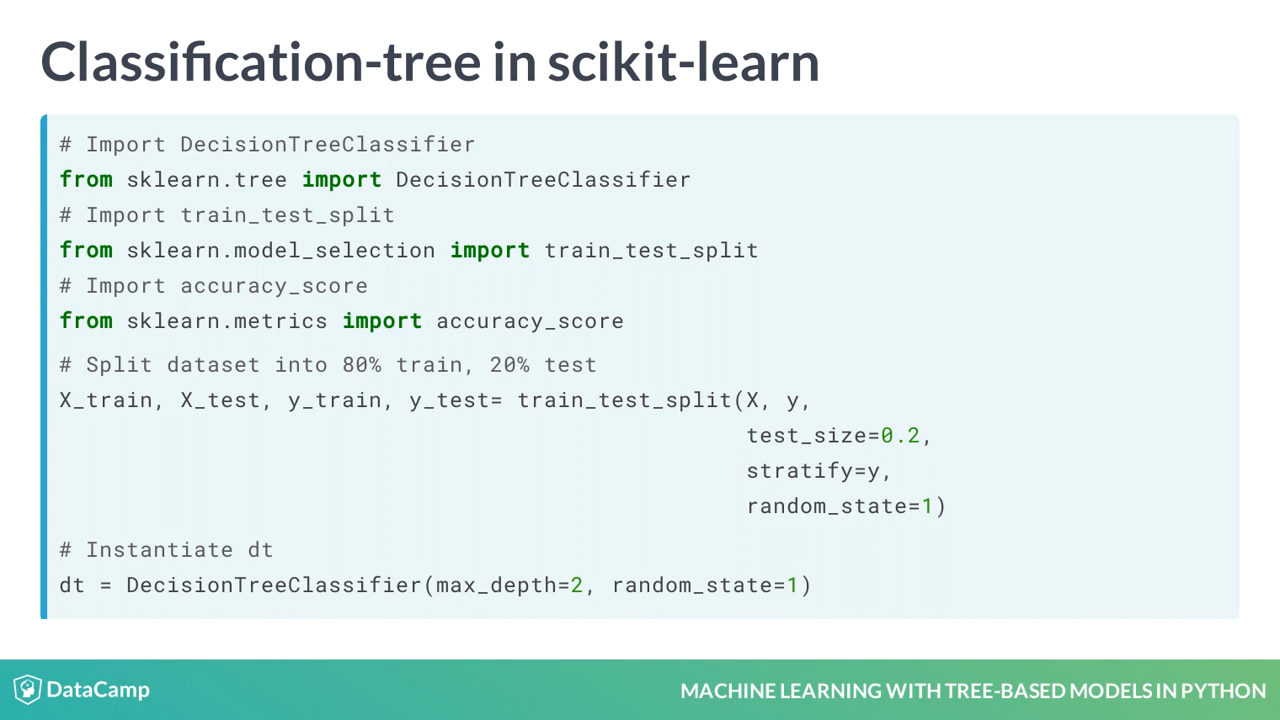 Classification-tree in scikit-learn
# Import DecisionTreeClassifier
from sklearn.tree import DecisionTreeClassifier
# Import train_test_split
from sklearn.model_selection import train_test_split
# Import accuracy_score
from sklearn.metrics import accuracy_score
# Split dataset into 80% train, 20% test
X_train, X_test, y_train, y_test= train_test_split(X, y,
test_size=0.2,
stratify=y,
random_state=1)
# Instantiate dt
dt = DecisionTreeClassifier(max_depth=2, random_state=1)
DataCamp
MACHINE LEARNING WITH TREE-BASED MODELS IN PYTHON